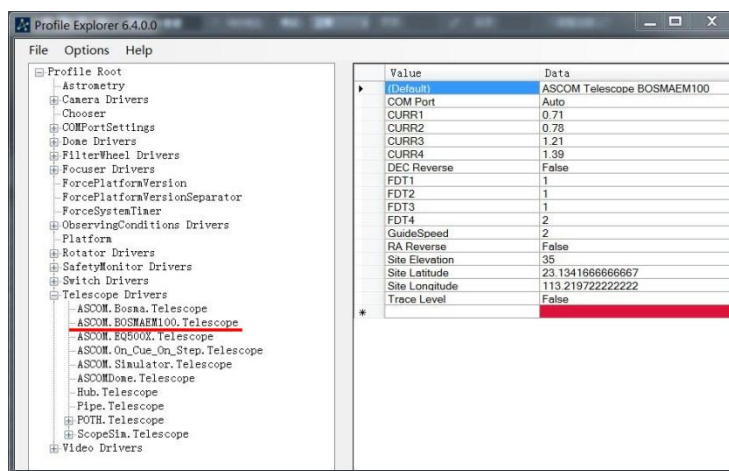 Profile Explorer 6.4.0.0
File Options Help
Profile Root
Astrometry
Camera Drivers
Chooser
COMPortSettings
Dome Drivers
FilterWheel Drivers
Focuser Drivers
ForcePlatformVersion
ForcePlatformVersionSeparator
ForceSystemTimer
ObservingConditions Drivers
Platform
Rotator Drivers
SafetyMonitor Drivers
Switch Drivers
Telescope Drivers
ASCOM.Bosma.Telescope
ASCOM.BOSMAEM100.Telescope
ASCOM.EQ500X.Telescope
ASCOM.On_Cue_On_Step.Telescope
ASCOM.Simulator.Telescope
ASCOMDome.Telescope
Hub.Telescope
Pipe.Telescope
POTH.Telescope
ScopeSim.Telescope
Video Drivers
Value Data
(Default) ASCOM Telescope BOSMAEM100
COM Port Auto
CURR1 0.71
CURR2 0.78
CURR3 1.21
CURR4 1.39
DEC Reverse False
FDT1 1
FDT2 1
FDT3 1
FDT4 2
GuideSpeed 2
RA Reverse False
Site Elevation 35
Site Latitude 23.1341666666667
Site Longitude 113.219722222222
Trace Level False